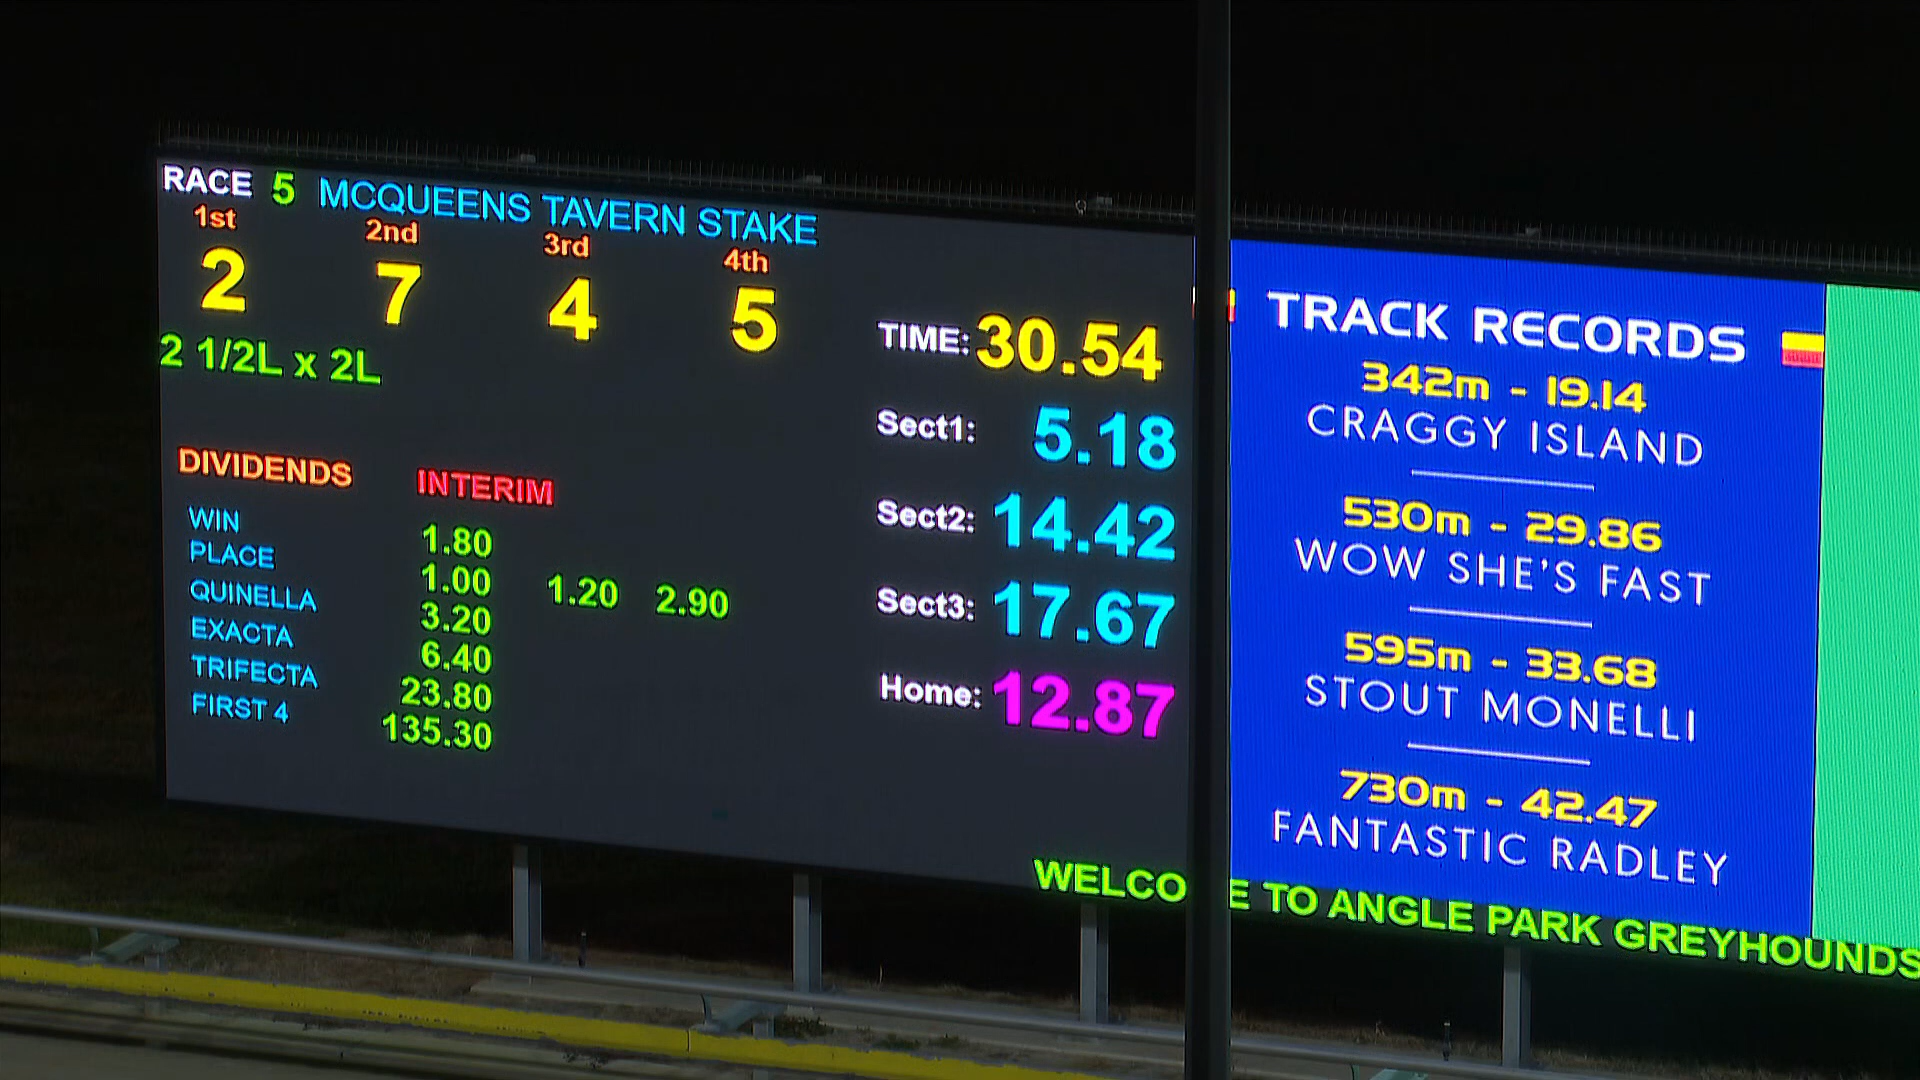 RACE 5 MCQUEENS TAVERN STAKE
1st 2nd 3rd 4th
2 7 4 5
2 1/2L x 2L
DIVIDENDS INTERIM
WIN 1.80
PLACE 1.00 1.20 2.90
QUINELLA 3.20
EXACTA 6.40
TRIFECTA 23.80
FIRST 4 135.30
TIME: 30.54
Sect1: 5.18
Sect2: 14.42
Sect3: 17.67
Home: 12.87
TRACK RECORDS
342m - 19.14
CRAGGY ISLAND
530m - 29.86
WOW SHE'S FAST
595m - 33.68
STOUT MONELLI
730m - 42.47
FANTASTIC RADLEY
WELCO E TO ANGLE PARK GREYHOUNDS